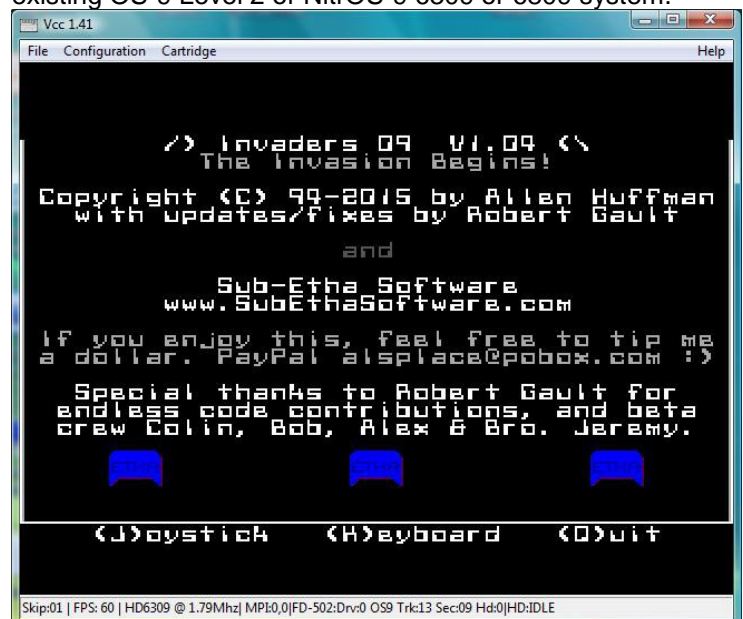 existing OS-9 Level 2 or NitrOS-9 6809 or 6309 system.
Vcc 1.41
File Configuration Cartridge Help
/) Invaders 09 V1.04 (\
The Invasion Begins!
Copyright (C) 94-2015 by Allen Huffman
with updates/fixes by Robert Gault
and
Sub-Etha Software
www.SubEthaSoftware.com
If you enjoy this, feel free to tip me
a dollar. PayPal alsplace@pobox.com :)
Special thanks to Robert Gault for
endless code contributions, and beta
crew Colin, Bob, Alex & Bro. Jeremy.
ETHA ETHA ETHA
(J)oystick (K)eyboard (Q)uit
Skip:01 | FPS: 60 | HD6309 @ 1.79Mhz| MPI:0,0|FD-502:Drv:0 OS9 Trk:13 Sec:09 Hd:0|HD:IDLE